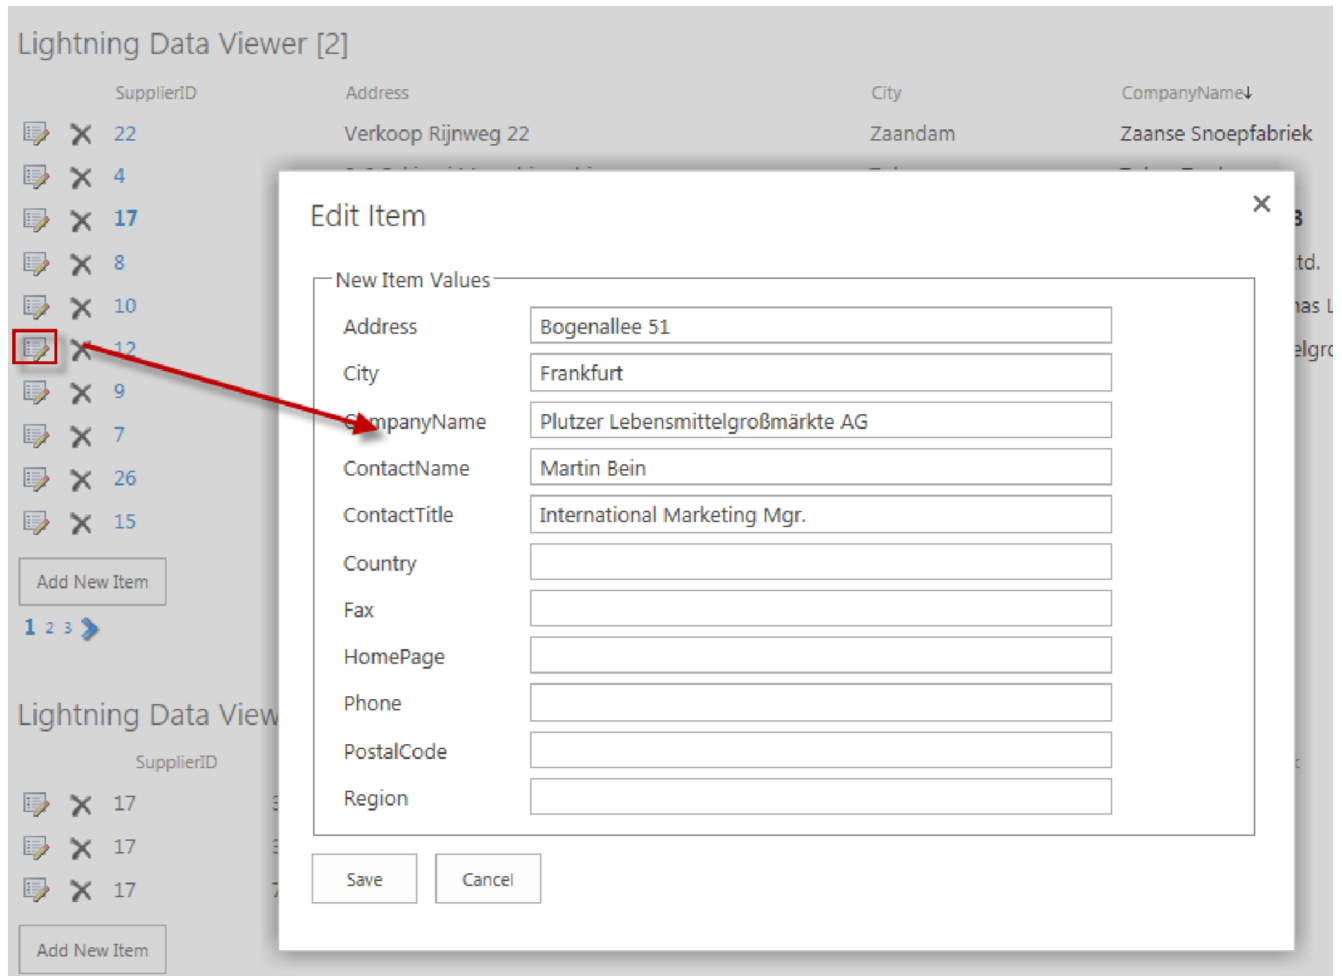 Lightning Data Viewer [2]
SupplierID Address City CompanyName
22 Verkoop Rijnweg 22 Zaandam Zaanse Snoepfabriek
4
17
8 td.
10
12
9
7
26
15
Add New Item
1 2 3
Edit Item
New Item Values
Address Bogenallee 51
City Frankfurt
CompanyName Plutzer Lebensmittelgroßmärkte AG
ContactName Martin Bein
ContactTitle International Marketing Mgr.
Country
Fax
HomePage
Phone
PostalCode
Region
Save Cancel
Lightning Data View
SupplierID
17
17
17
Add New Item